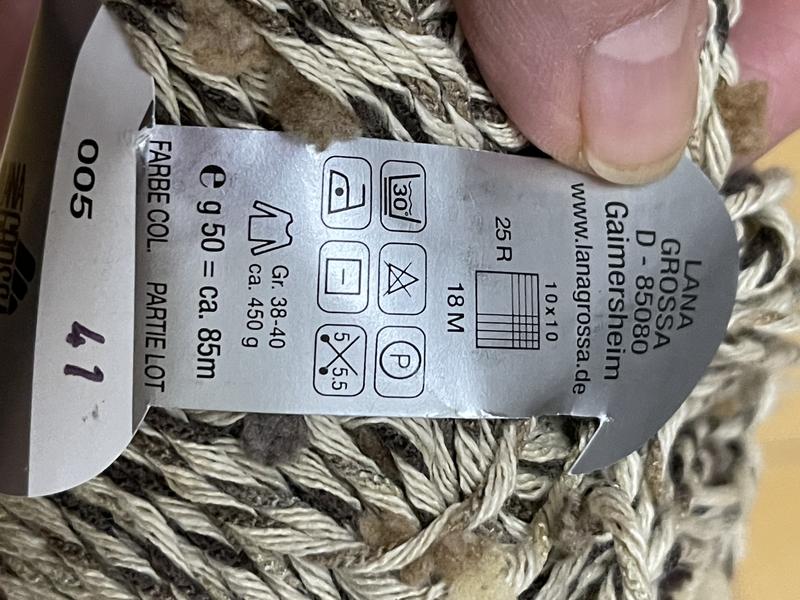 LANA
GROSSA
D - 85080
Gaimersheim
www.lanagrossa.de
10 x 10
25 R
18 M
30°
P
5 5.5
Gr. 38-40
ca. 450 g
e g 50 = ca. 85m
FARBE COL. PARTIE LOT
005 41
GROSSA